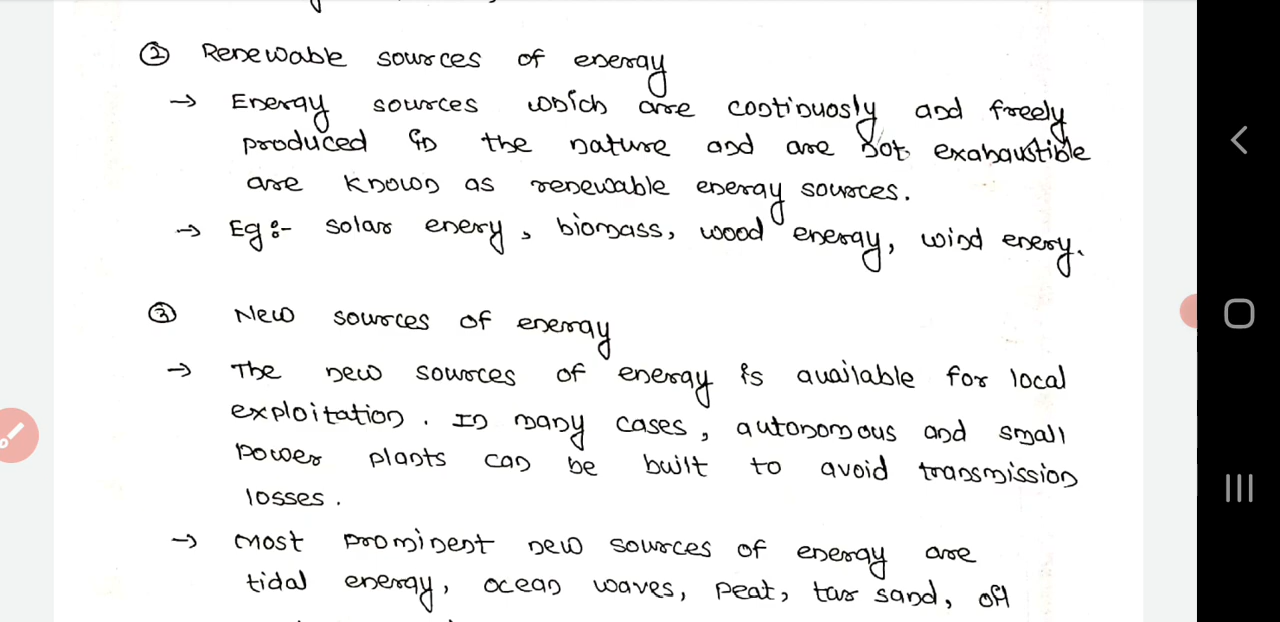 ② Renewable sources of energy
→ Energy sources which are continuosly and freely
produced in the nature and are not exahaustible
are known as renewable energy sources.
→ Eg:- solar enery, biomass, wood energy, wind enery.
③ New sources of energy
→ The new sources of energy is available for local
exploitation. In many cases, autonomous and small
power plants can be built to avoid transmission
losses.
→ Most prominent new sources of energy are
tidal energy, ocean waves, peat, tar sand, oil